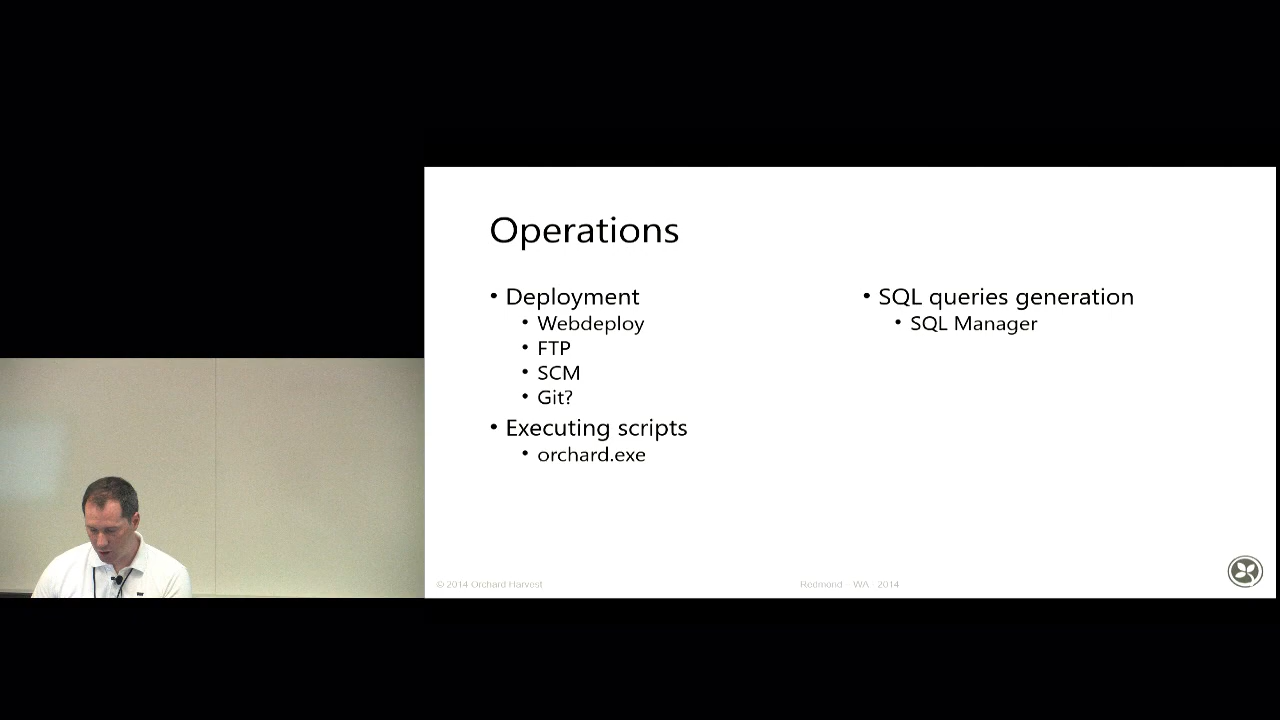 Operations
• Deployment
• Webdeploy
• FTP
• SCM
• Git?
• Executing scripts
• orchard.exe
• SQL queries generation
• SQL Manager
© 2014 Orchard Harvest
Redmond - WA - 2014